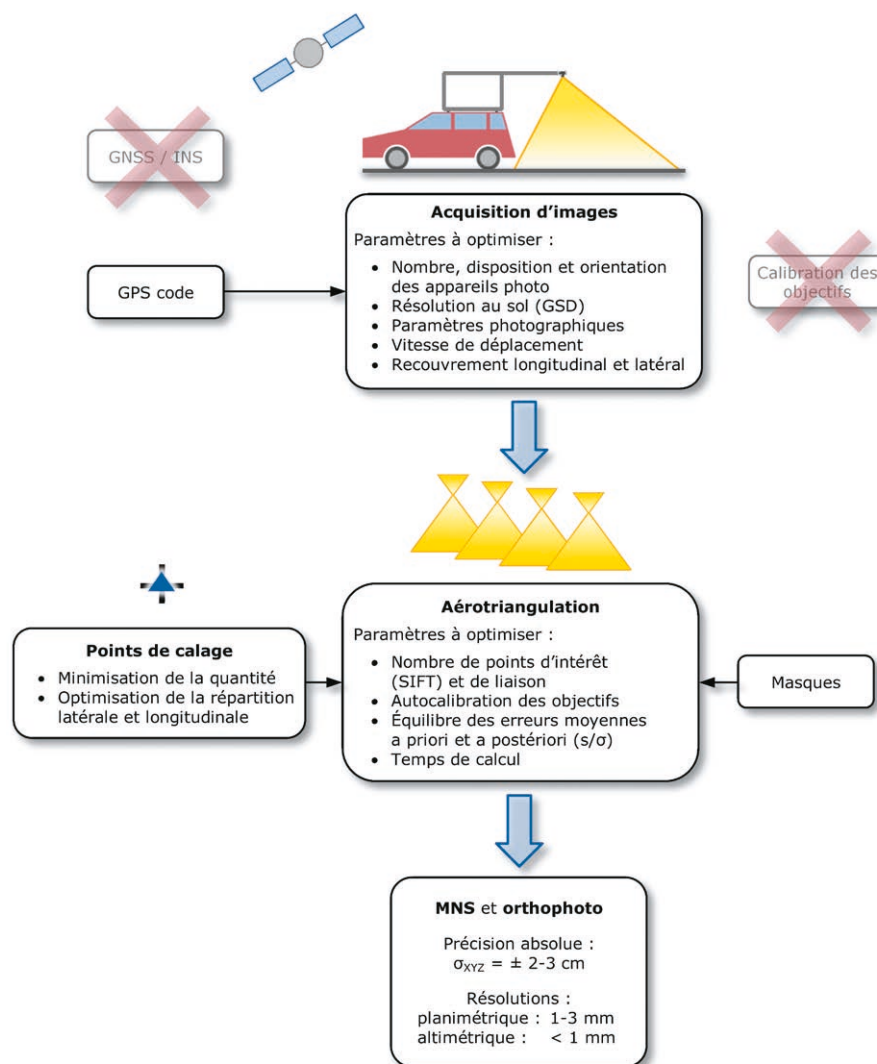 GNSS / INS
Acquisition d'images
Paramètres à optimiser :
• Nombre, disposition et orientation
des appareils photo
• Résolution au sol (GSD)
• Paramètres photographiques
• Vitesse de déplacement
• Recouvrement longitudinal et latéral
GPS code
Calibration des
objectifs
Aérotriangulation
Paramètres à optimiser :
• Nombre de points d'intérêt
(SIFT) et de liaison
• Autocalibration des objectifs
• Équilibre des erreurs moyennes
a priori et a postériori (s/σ)
• Temps de calcul
Points de calage
• Minimisation de la quantité
• Optimisation de la répartition
latérale et longitudinale
Masques
MNS et orthophoto
Précision absolue :
σXYZ = ± 2-3 cm
Résolutions :
planimétrique : 1-3 mm
altimétrique : < 1 mm